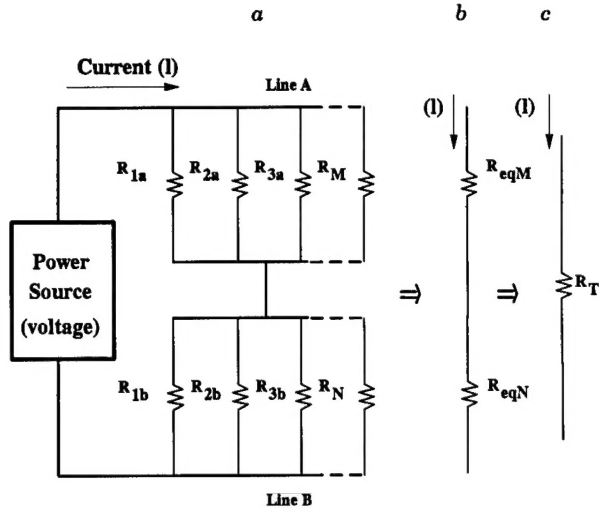 a b c
Current (I)
Line A
(I) (I)
R1a R2a R3a RM
ReqM
Power
Source
(voltage)
⇒ ⇒
RT
R1b R2b R3b RN
ReqN
Line B